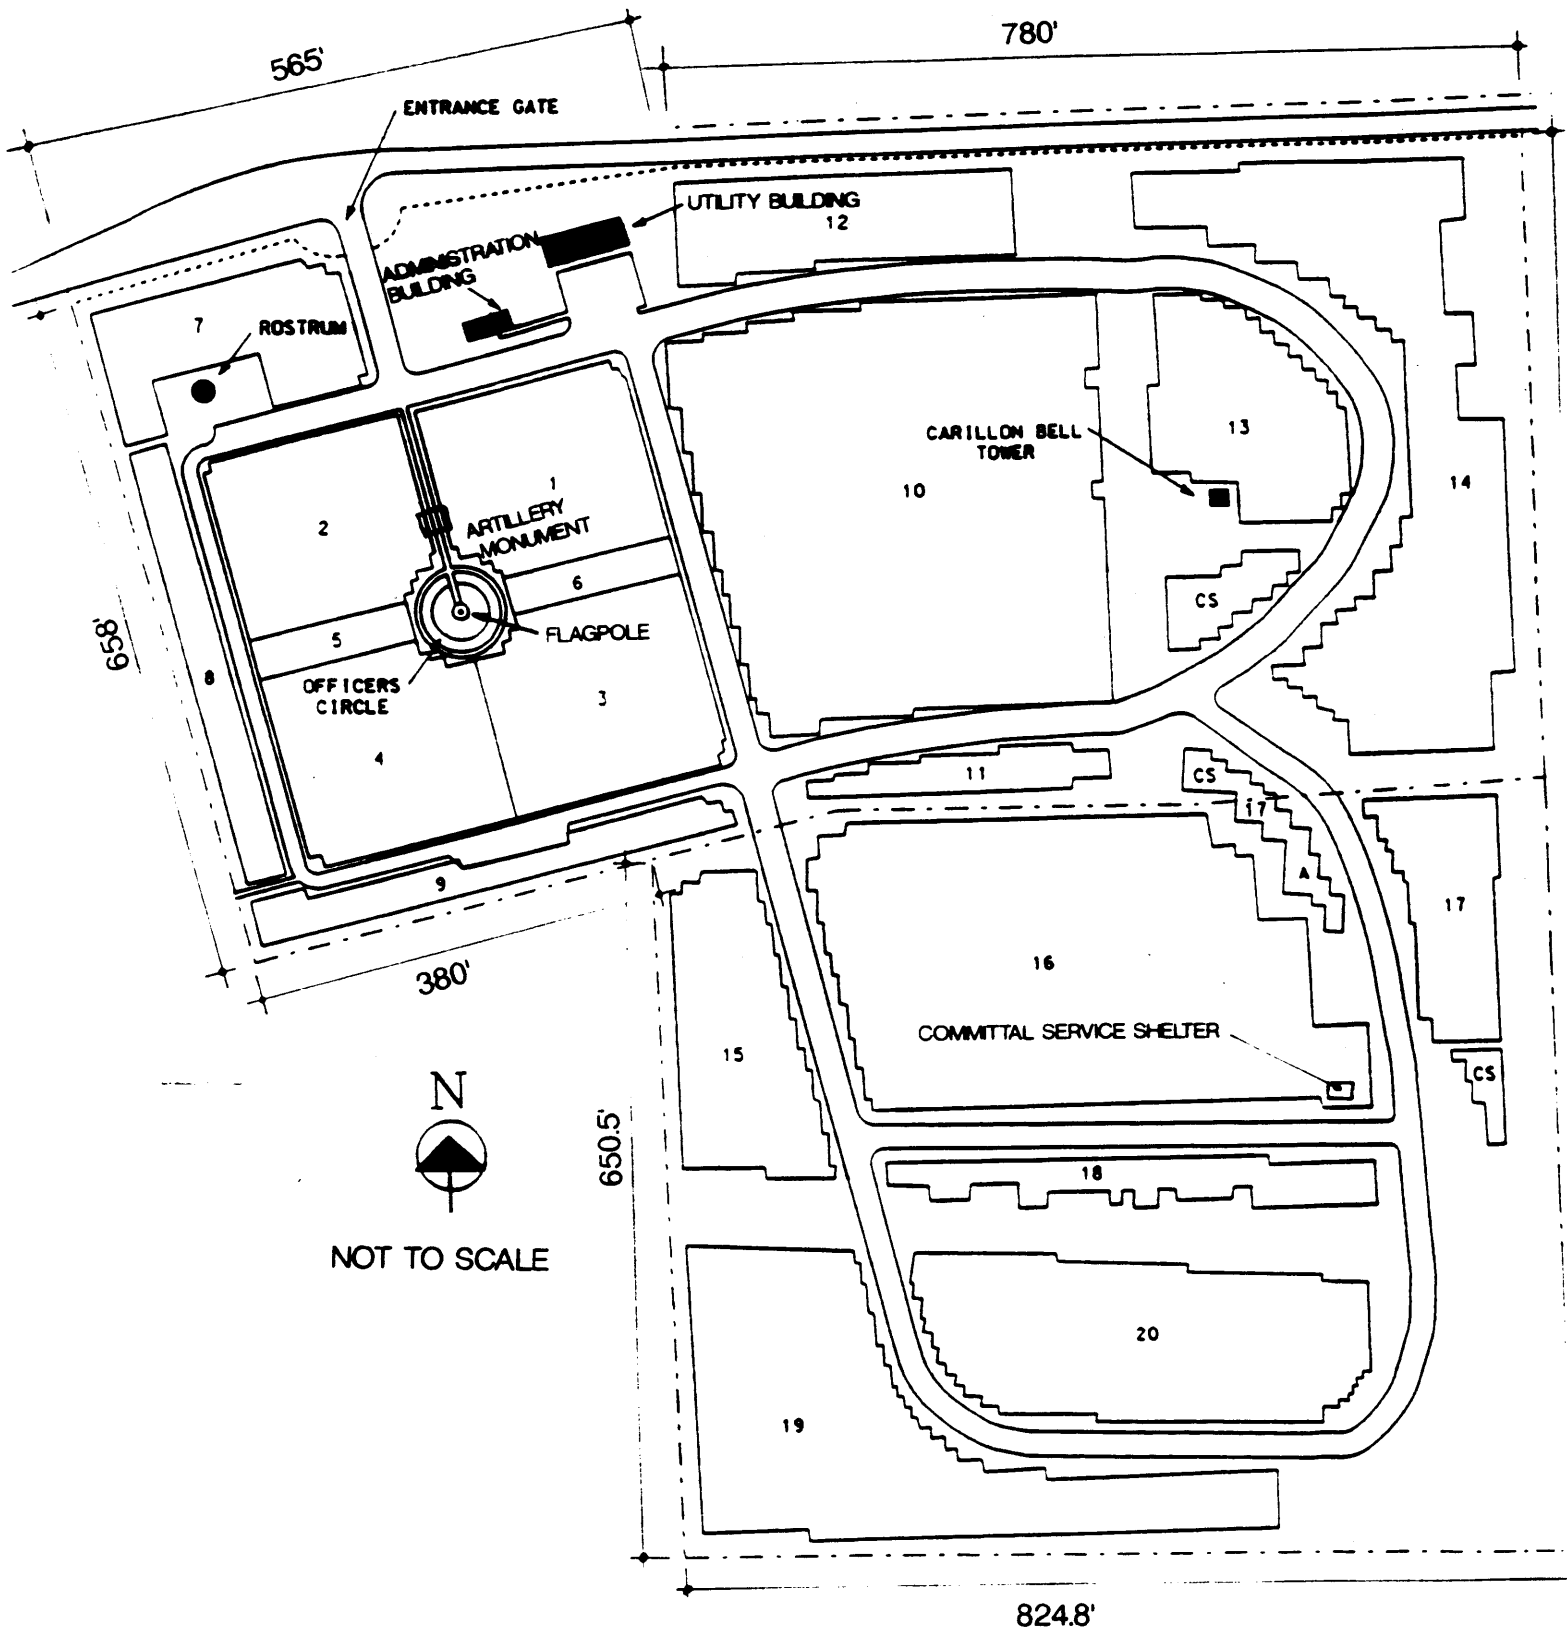 780'
565'
ENTRANCE GATE
UTILITY BUILDING
12
ADMINISTRATION
BUILDING
7
ROSTRUM
13
CARILLON BELL
TOWER
14
10
1
2
ARTILLERY
MONUMENT
6
CS
5
FLAGPOLE
658'
8
OFFICERS
CIRCLE
3
4
11
CS
17
A
9
17
16
380'
COMMITTAL SERVICE SHELTER
15
CS
N
650.5'
18
NOT TO SCALE
20
19
824.8'